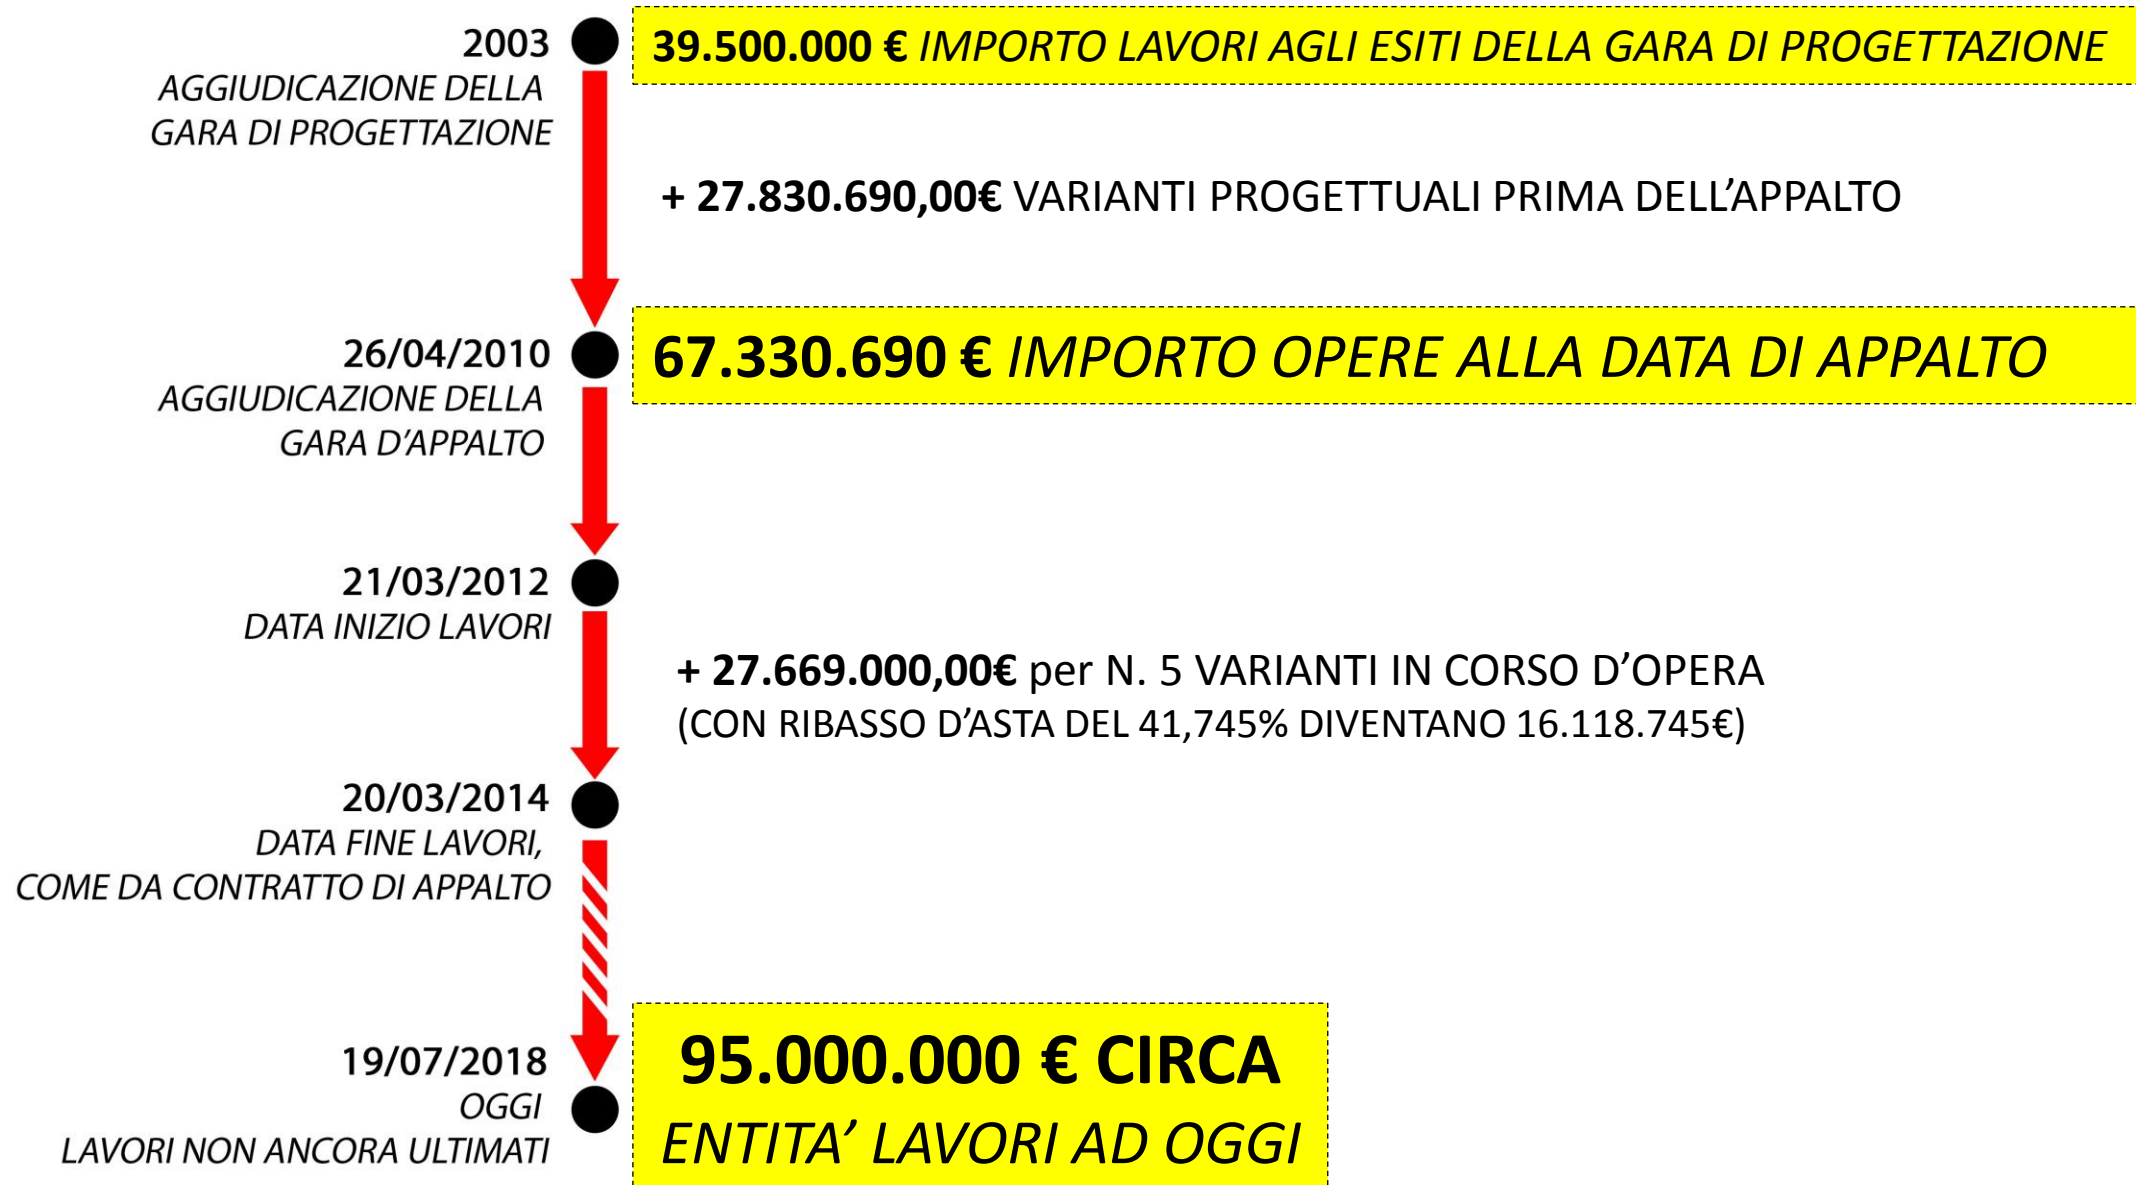 2003
AGGIUDICAZIONE DELLA
GARA DI PROGETTAZIONE
39.500.000 € IMPORTO LAVORI AGLI ESITI DELLA GARA DI PROGETTAZIONE
+ 27.830.690,00€ VARIANTI PROGETTUALI PRIMA DELL’APPALTO
26/04/2010
AGGIUDICAZIONE DELLA
GARA D’APPALTO
67.330.690 € IMPORTO OPERE ALLA DATA DI APPALTO
21/03/2012
DATA INIZIO LAVORI
+ 27.669.000,00€ per N. 5 VARIANTI IN CORSO D’OPERA
(CON RIBASSO D’ASTA DEL 41,745% DIVENTANO 16.118.745€)
20/03/2014
DATA FINE LAVORI,
COME DA CONTRATTO DI APPALTO
19/07/2018
OGGI
LAVORI NON ANCORA ULTIMATI
95.000.000 € CIRCA
ENTITA’ LAVORI AD OGGI